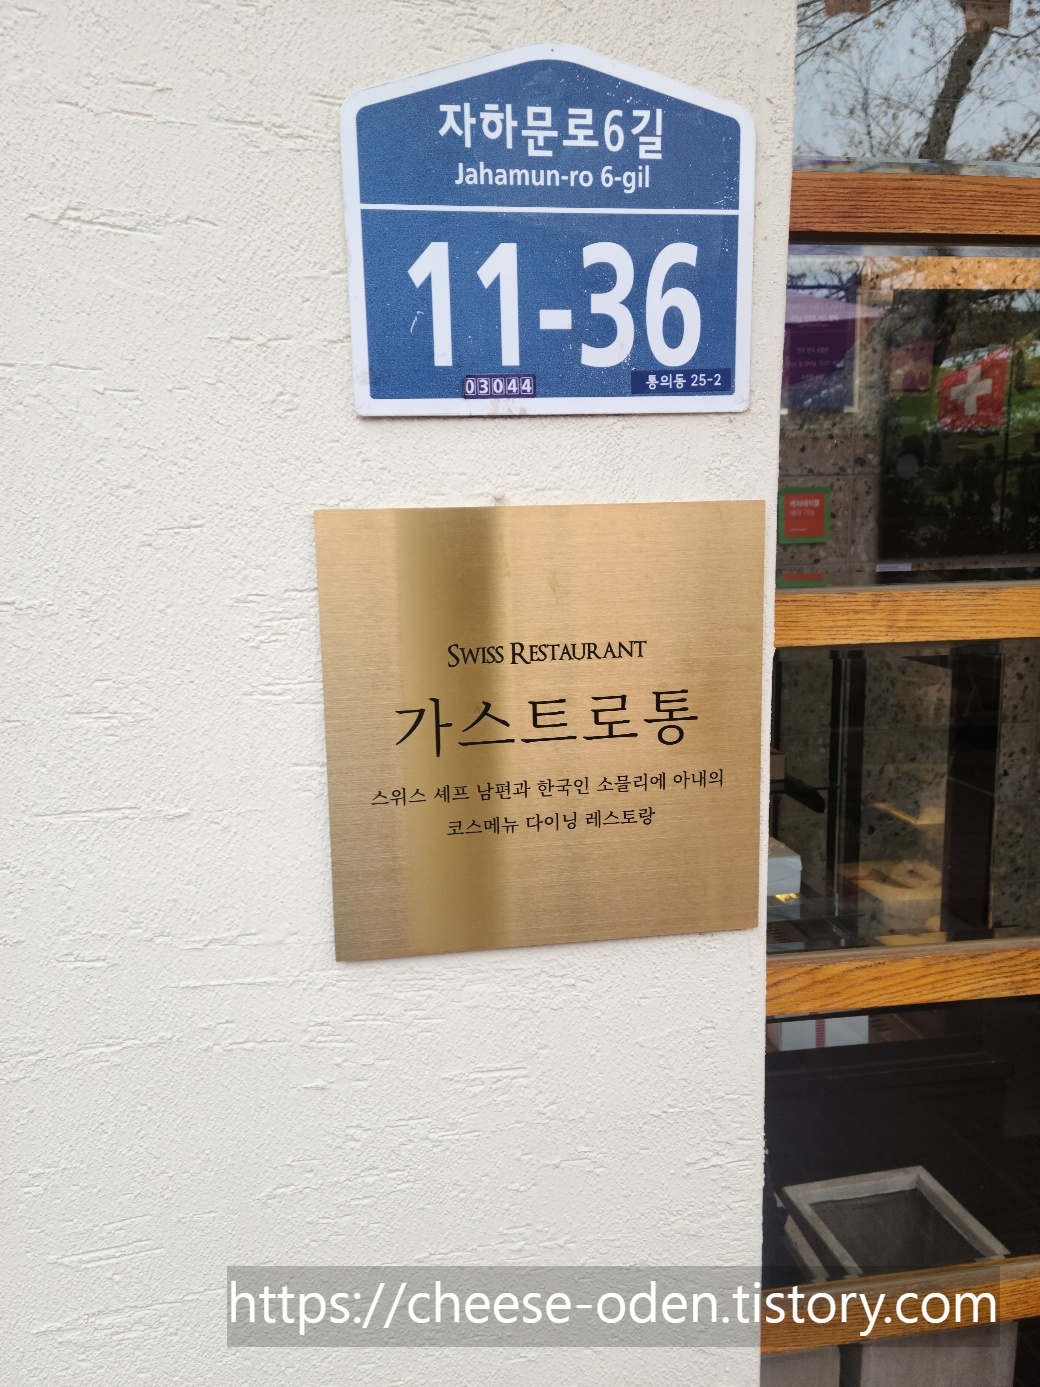 자하문로6길
Jahamun-ro 6-gil
11-36
03044
통의동 25-2
SWISS RESTAURANT
가스트로통
스위스 셰프 남편과 한국인 소믈리에 아내의
코스메뉴 다이닝 레스토랑
https://cheese-oden.tistory.com